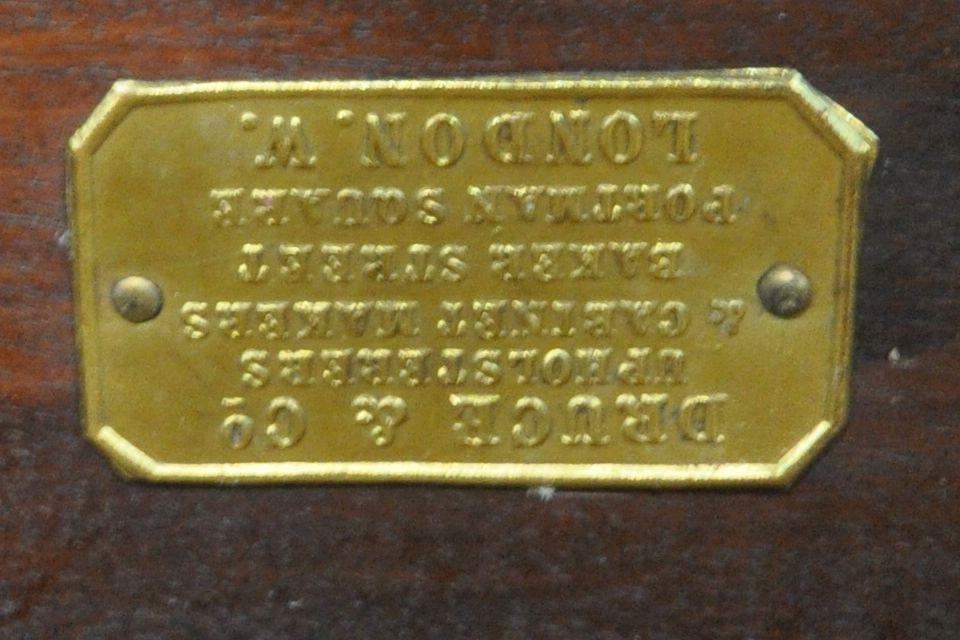 DRUCE & Cº
UPHOLSTERERS
& CABINET MAKERS
BAKER STREET
PORTMAN SQUARE
LONDON. W.